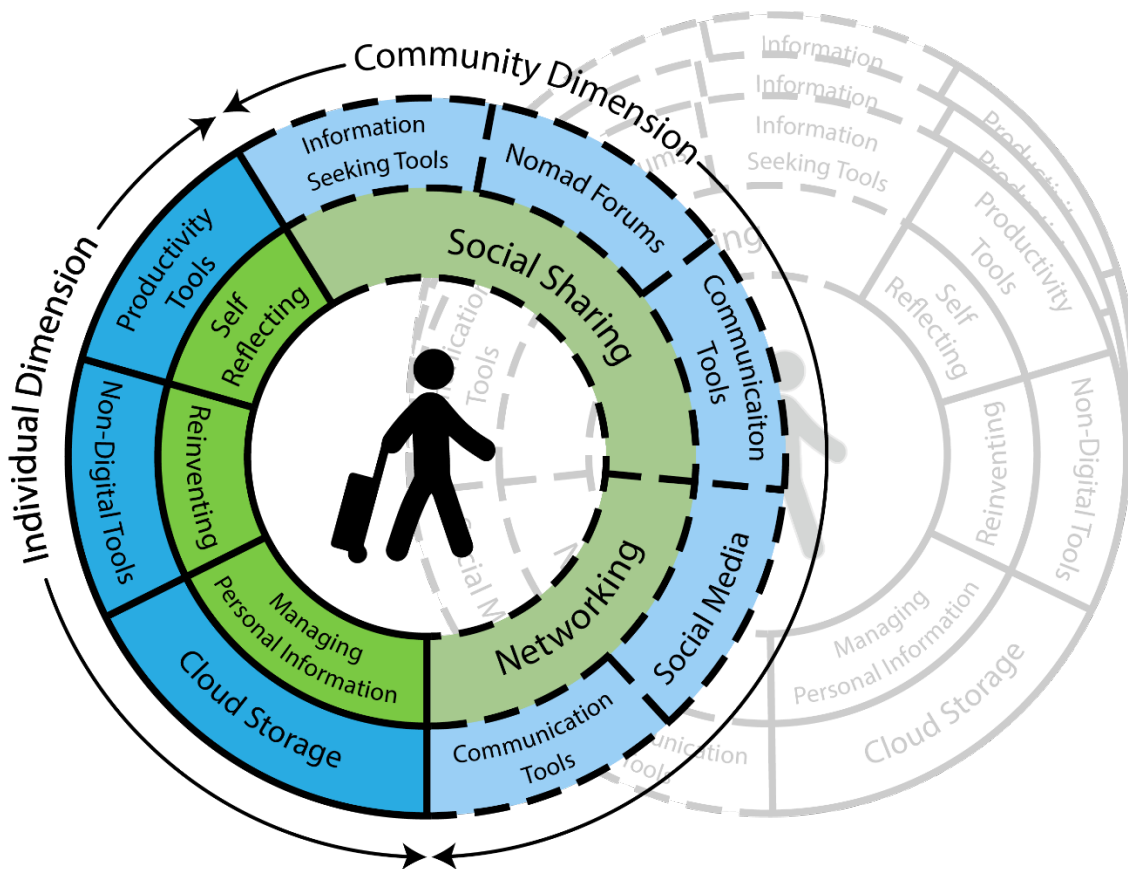 Community Dimension
Individual Dimension
Information
Seeking Tools
Nomad Forums
Communicaiton
Tools
Social Media
Communication
Tools
Cloud Storage
Non-Digital Tools
Productivity
Tools
Social Sharing
Networking
Managing
Personal Information
Reinventing
Self
Reflecting
Information
Information
Information
Seeking Tools
Productivity
Tools
Self
Reflecting
Reinventing
Non-Digital Tools
Managing
Personal Information
Cloud Storage